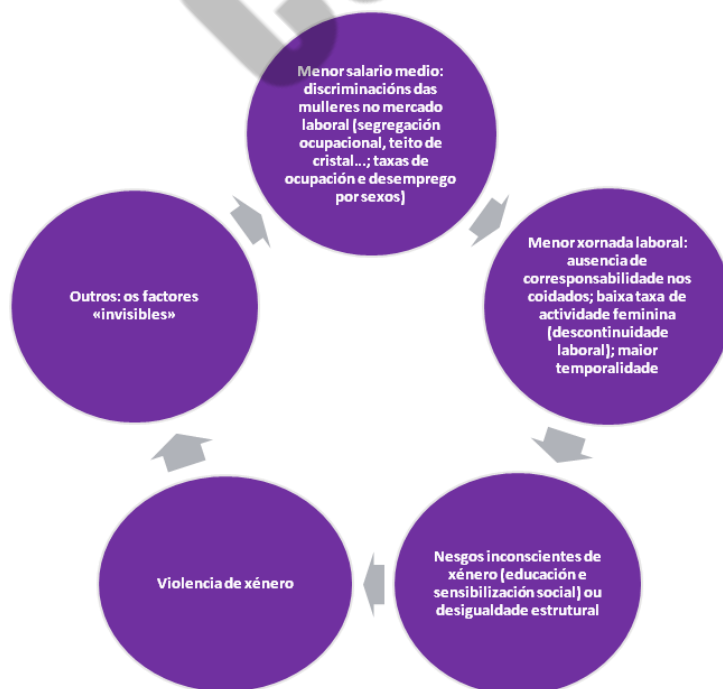 Menor salario medio:
discriminacións das
mulleres no mercado
laboral (segregación
ocupacional, teito de
cristal...; taxas de
ocupación e desemprego
por sexos)
Menor xornada laboral:
ausencia de
corresponsabilidade nos
coidados; baixa taxa de
actividade feminina
(descontinuidade
laboral); maior
temporalidade
Nesgos inconscientes de
xénero (educación e
sensibilización social) ou
desigualdade estrutural
Violencia de xénero
Outros: os factores
«invisibles»